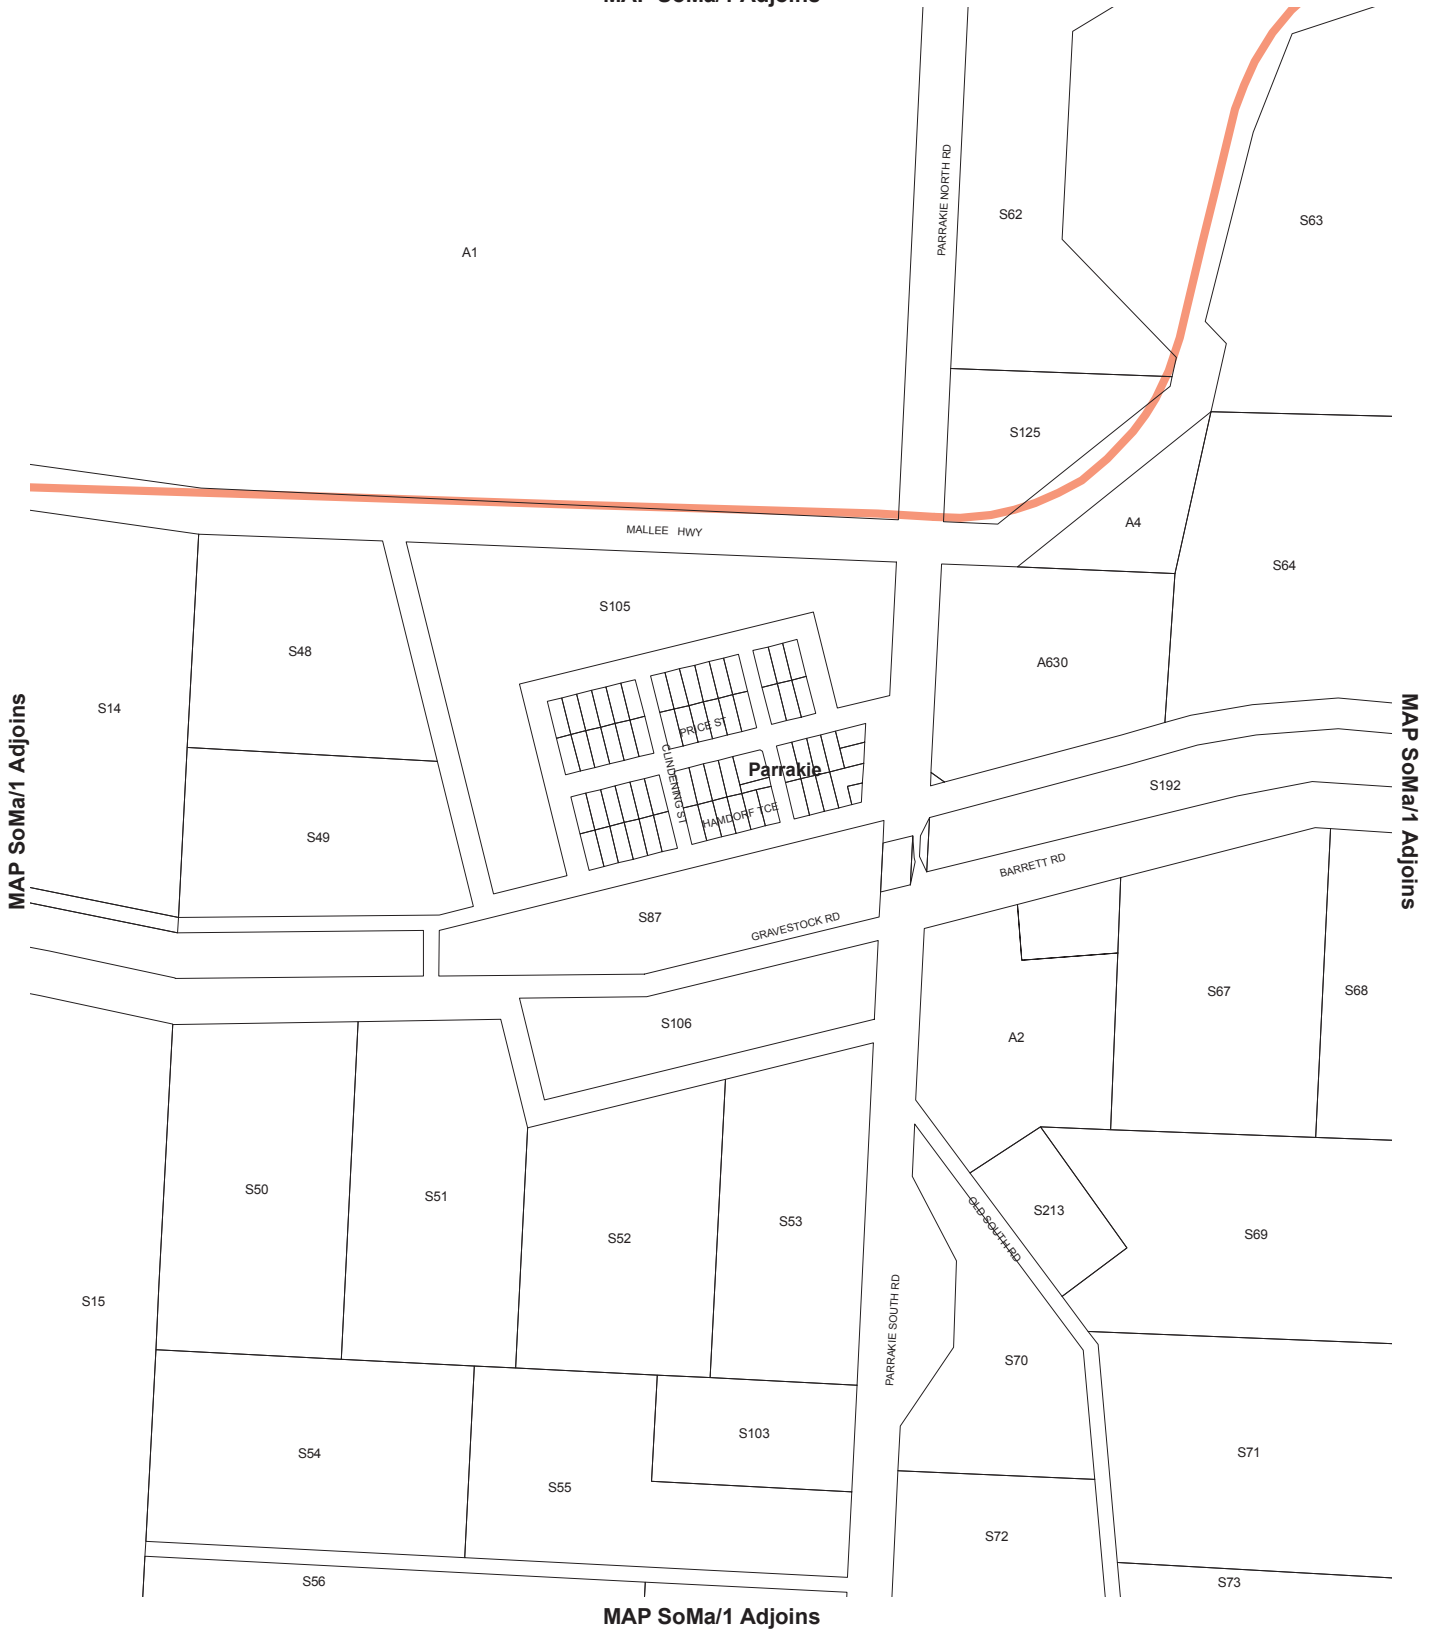 MAP SoMa/1 Adjoins
PARRAKIE NORTH RD
S62
S63
A1
S125
A4
MALLEE HWY
S64
S105
S48
A630
S14
MAP SoMa/1 Adjoins
MAP SoMa/1 Adjoins
PRICE ST
CLINDENING ST
Parrakie
S192
HAMDORF TCE
S49
BARRETT RD
S87
GRAVESTOCK RD
S67
S68
S106
A2
S50
S51
S53
S213
S52
OLD SOUTH RD
S69
S15
PARRAKIE SOUTH RD
S70
S103
S54
S71
S55
S72
S56
S73
MAP SoMa/1 Adjoins